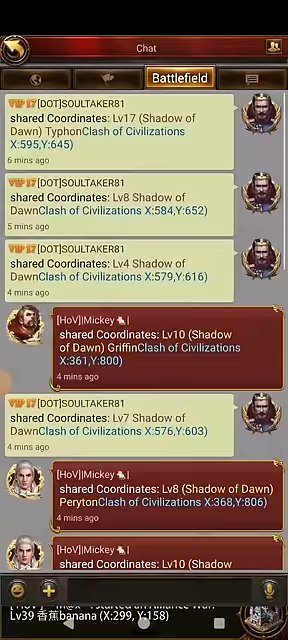 Chat
Battlefield
VIP 17 [DOT]SOULTAKER81
shared Coordinates: Lv17 (Shadow of
Dawn) TyphonClash of Civilizations
X:595,Y:645)
6 mins ago
VIP 17 [DOT]SOULTAKER81
shared Coordinates: Lv8 Shadow of
DawnClash of Civilizations X:584,Y:652)
5 mins ago
VIP 17 [DOT]SOULTAKER81
shared Coordinates: Lv4 Shadow of
DawnClash of Civilizations X:579,Y:616)
4 mins ago
[HoV]|Mickey🐁|
shared Coordinates: Lv10 (Shadow
of Dawn) GriffinClash of Civilizations
X:361,Y:800)
4 mins ago
VIP 17 [DOT]SOULTAKER81
shared Coordinates: Lv7 Shadow of
DawnClash of Civilizations X:576,Y:603)
4 mins ago
[HoV]|Mickey🐁|
shared Coordinates: Lv8 (Shadow of Dawn)
PerytonClash of Civilizations X:368,Y:806)
4 mins ago
[HoV]|Mickey🐁|
shared Coordinates: Lv10 (Shadow
started an Alliance War!
Lv39 香蕉banana (X:299, Y:158)